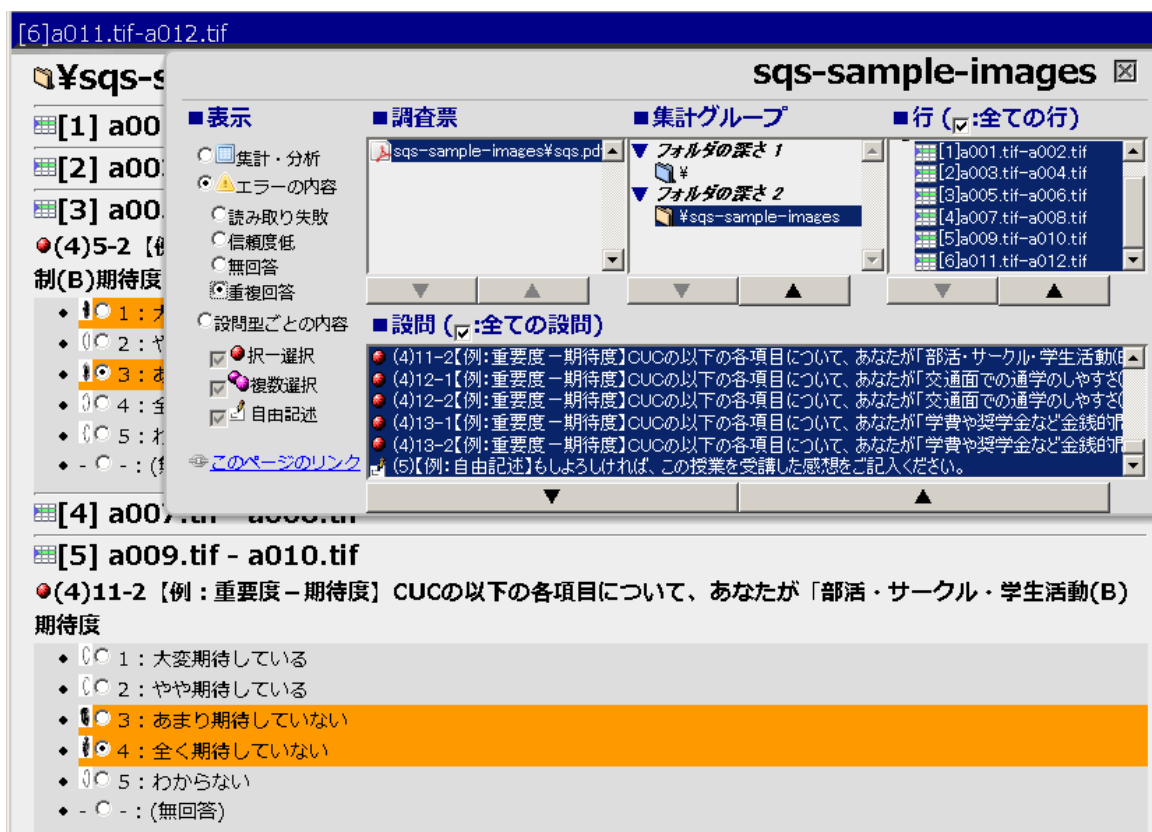 [6]a011.tif-a012.tif
¥sqs-s
sqs-sample-images
■表示
集計・分析
エラーの内容
読み取り失敗
信頼度低
無回答
重複回答
設問型ごとの内容
択一選択
複数選択
自由記述
このページのリンク
■調査票
sqs-sample-images¥sqs.pd
■集計グループ
▼ フォルダの深さ 1
¥
▼ フォルダの深さ 2
¥sqs-sample-images
■行 (:全ての行)
[1]a001.tif-a002.tif
[2]a003.tif-a004.tif
[3]a005.tif-a006.tif
[4]a007.tif-a008.tif
[5]a009.tif-a010.tif
[6]a011.tif-a012.tif
■設問 (:全ての設問)
(4)11-2【例:重要度－期待度】CUCの以下の各項目について、あなたが「部活・サークル・学生活動(
(4)12-1【例:重要度－期待度】CUCの以下の各項目について、あなたが「交通面での通学のしやすさ(
(4)12-2【例:重要度－期待度】CUCの以下の各項目について、あなたが「交通面での通学のしやすさ(
(4)13-1【例:重要度－期待度】CUCの以下の各項目について、あなたが「学費や奨学金など金銭的
(4)13-2【例:重要度－期待度】CUCの以下の各項目について、あなたが「学費や奨学金など金銭的
(5)【例:自由記述】もしよろしければ、この授業を受講した感想をご記入ください。
[1] a00
[2] a00
[3] a00
(4)5-2【
制(B)期待度
1：
2：
3：あ
4：全
5：わ
- - : (
[4] a007.tif - a008.tif
[5] a009.tif - a010.tif
(4)11-2【例：重要度－期待度】CUCの以下の各項目について、あなたが「部活・サークル・学生活動(B)
期待度
1：大変期待している
2：やや期待している
3：あまり期待していない
4：全く期待していない
5：わからない
- - : (無回答)